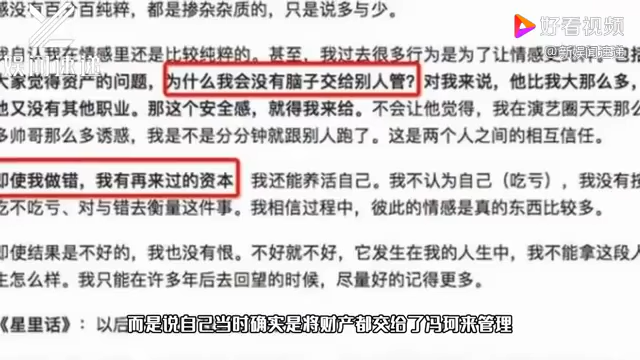 感没有百分百纯粹，都是掺杂杂质的，只是说多与少。
好看视频
@新娱闻速递
娱闻速递
我自认我在情感里还是比较纯粹的。甚至，我过去很多行为是为了让情感更
大家觉得资产的问题，为什么我会没有脑子交给别人管？对我来说，他比我大那么多，
他又没有其他职业。那这个安全感，就得我来给。不会让他觉得，我在演艺圈天天那么
多帅哥那么多诱惑，我是不是分分钟就跟别人跑了。这是两个人之间的相互信任。
即使我做错，我有再来过的资本 我还能养活自己。我不认为自己（吃亏），我没有按
吃不吃亏、对与错去衡量这件事。我相信过程中，彼此的情感是真的东西比较多。
即使结果是不好的，我也没有恨。不好就不好，它发生在我的人生中，我不能拿这段人
生怎么样。我只能在许多年后去回望的时候，尽量好的记得更多。
而是说自己当时确实是将财产都交给了冯珂来管理
《星里话》：以后